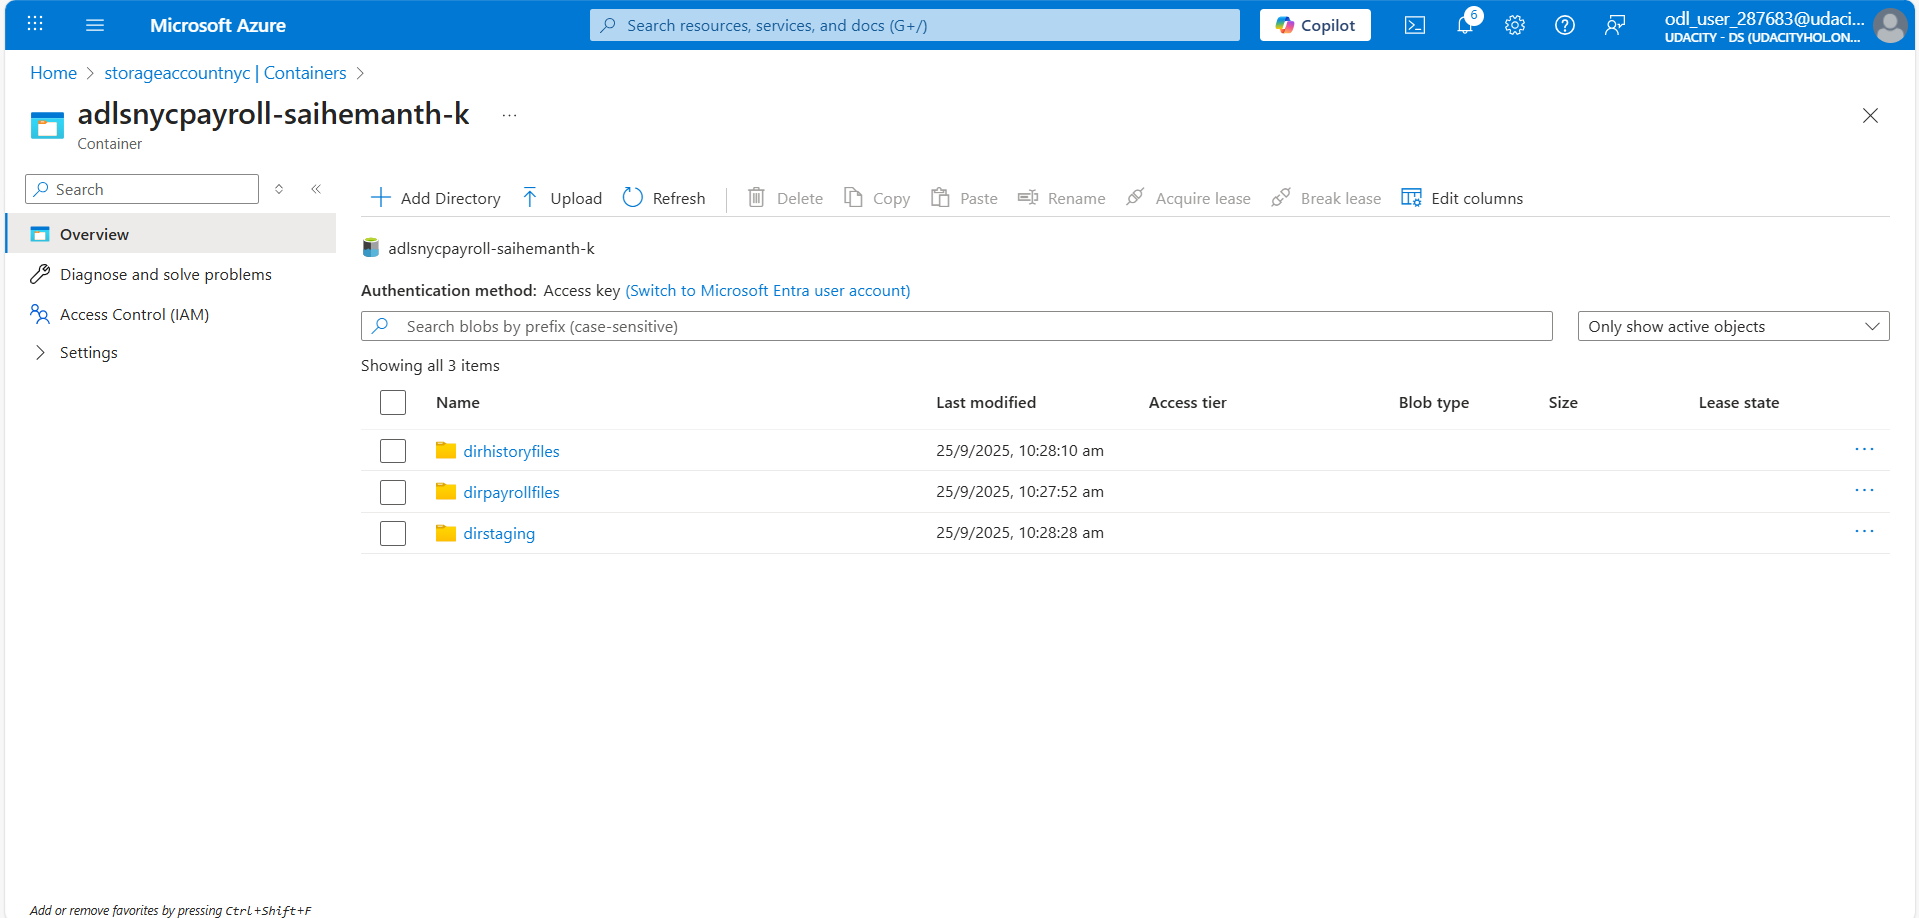 Microsoft Azure
Search resources, services, and docs (G+/)
Copilot
6
odl_user_287683@udaci...
UDACITY - DS (UDACITYHOL.ON...
Home > storageaccountnyc | Containers >
adlsnycpayroll-saihemanth-k ...
Container
Search
Overview
Diagnose and solve problems
Access Control (IAM)
Settings
Add Directory Upload Refresh Delete Copy Paste Rename Acquire lease Break lease Edit columns
adlsnycpayroll-saihemanth-k
Authentication method: Access key (Switch to Microsoft Entra user account)
Search blobs by prefix (case-sensitive)
Only show active objects
Showing all 3 items
Name Last modified Access tier Blob type Size Lease state
dirhistoryfiles 25/9/2025, 10:28:10 am ...
dirpayrollfiles 25/9/2025, 10:27:52 am ...
dirstaging 25/9/2025, 10:28:28 am ...
Add or remove favorites by pressing Ctrl+Shift+F